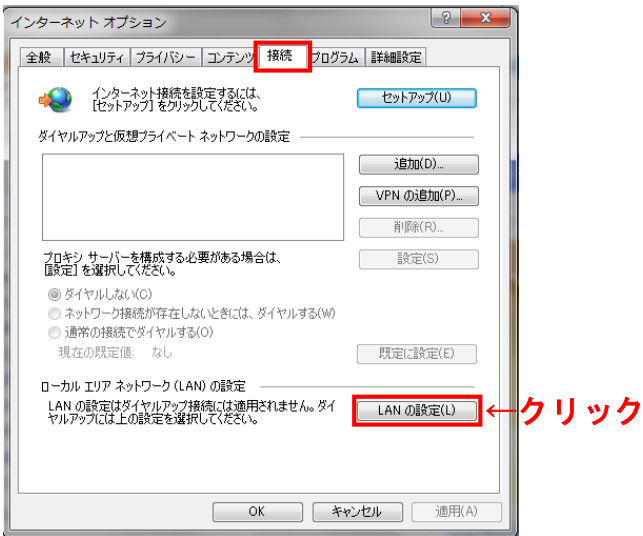 インターネット オプション
全般 セキュリティ プライバシー コンテンツ 接続 プログラム 詳細設定
インターネット接続を設定するには、
[セットアップ] をクリックしてください。
セットアップ(U)
ダイヤルアップと仮想プライベート ネットワークの設定
追加(D)...
VPN の追加(P)...
削除(R)...
プロキシ サーバーを構成する必要がある場合は、
[設定] を選択してください。
設定(S)
ダイヤルしない(C)
ネットワーク接続が存在しないときには、ダイヤルする(W)
通常の接続でダイヤルする(O)
現在の既定値: なし
既定に設定(E)
ローカル エリア ネットワーク (LAN) の設定
LAN の設定はダイヤルアップ接続には適用されません。ダイ
ヤルアップには上の設定を選択してください。
LAN の設定(L)
←クリック
OK キャンセル 適用(A)